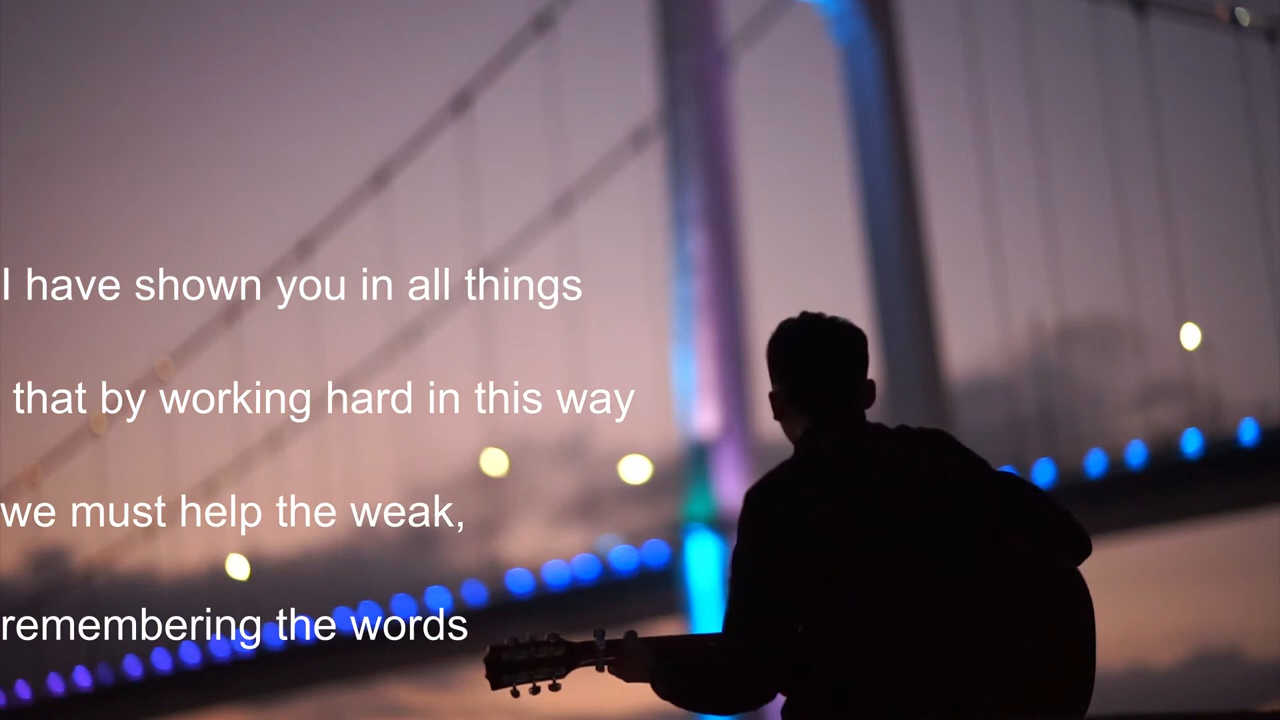 I have shown you in all things
that by working hard in this way
we must help the weak,
remembering the words